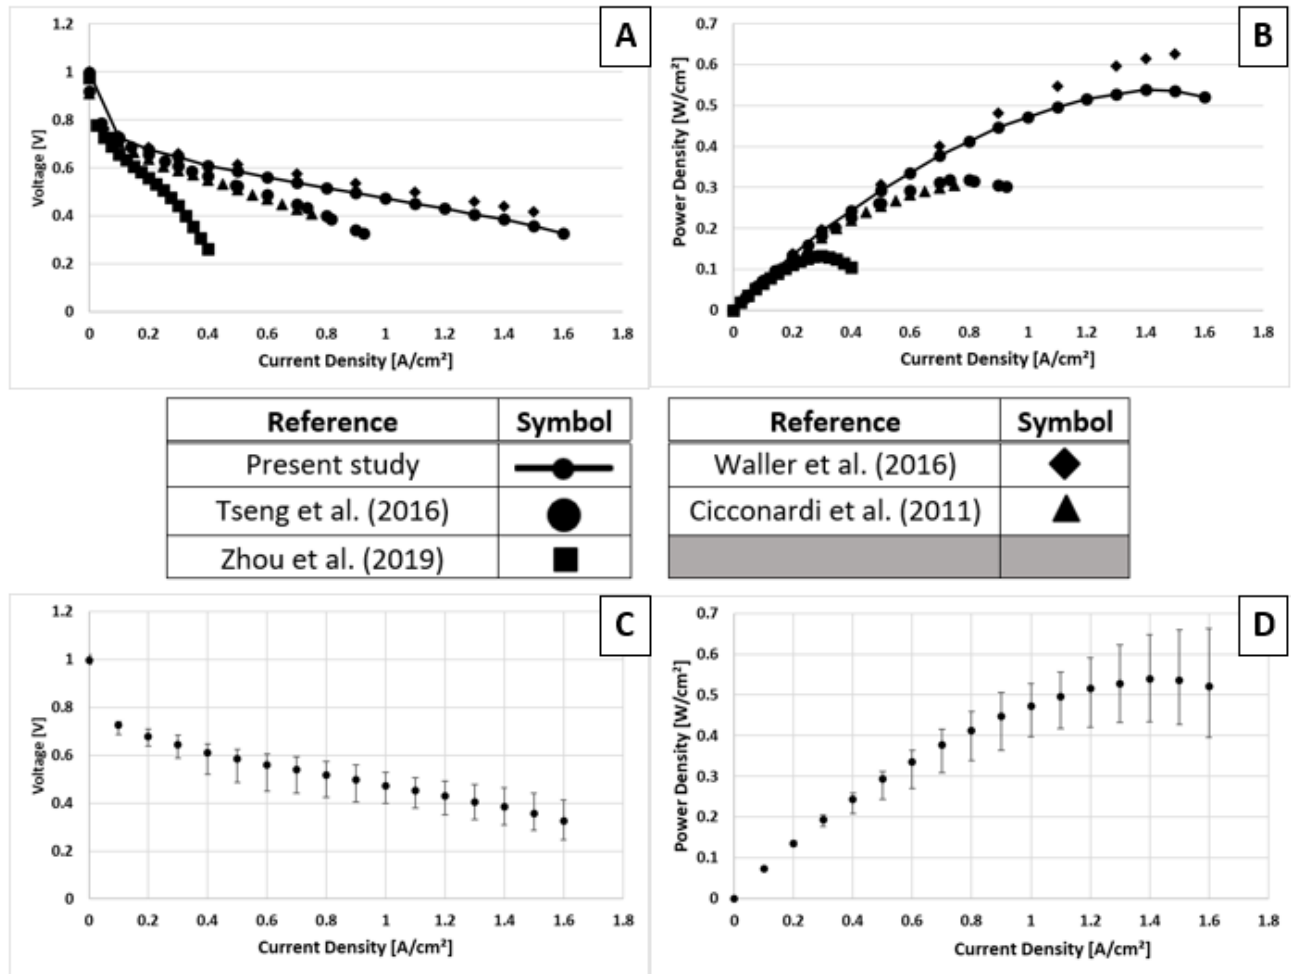 A
1.2
1
0.8
0.6
0.4
0.2
0
Voltage [V]
0 0.2 0.4 0.6 0.8 1 1.2 1.4 1.6 1.8
Current Density [A/cm²]
B
0.7
0.6
0.5
0.4
0.3
0.2
0.1
0
Power Density [W/cm²]
0 0.2 0.4 0.6 0.8 1 1.2 1.4 1.6 1.8
Current Density [A/cm²]
Reference Symbol
Present study
Tseng et al. (2016)
Zhou et al. (2019)
Reference Symbol
Waller et al. (2016)
Cicconardi et al. (2011)
C
1.2
1
0.8
0.6
0.4
0.2
0
Voltage [V]
0 0.2 0.4 0.6 0.8 1 1.2 1.4 1.6 1.8
Current Density [A/cm²]
D
0.7
0.6
0.5
0.4
0.3
0.2
0.1
0
Power Density [W/cm²]
0 0.2 0.4 0.6 0.8 1 1.2 1.4 1.6 1.8
Current Density [A/cm²]